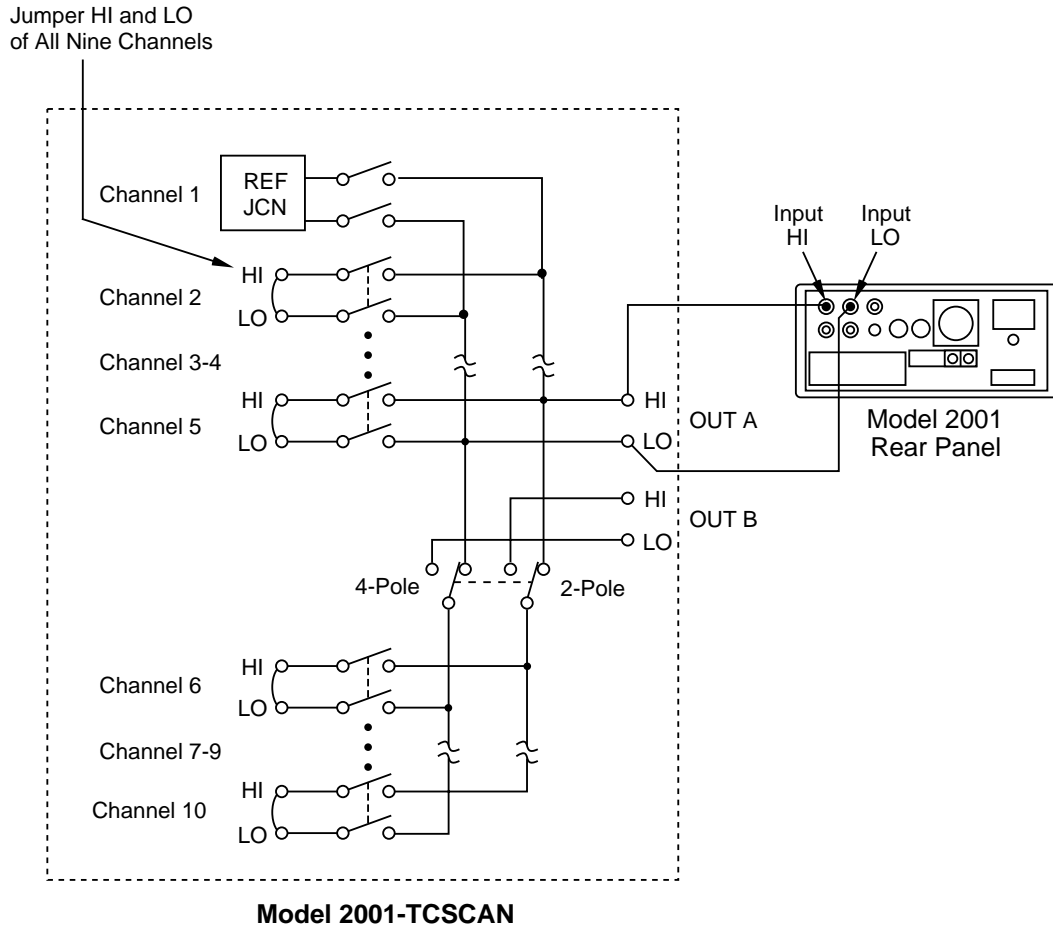 Jumper HI and LO
of All Nine Channels
Channel 1
REF
JCN
Input
HI
Input
LO
HI
Channel 2
LO
Channel 3-4
HI
Channel 5
LO
HI
OUT A
LO
Model 2001
Rear Panel
HI
OUT B
LO
4-Pole
2-Pole
HI
Channel 6
LO
Channel 7-9
HI
Channel 10
LO
Model 2001-TCSCAN